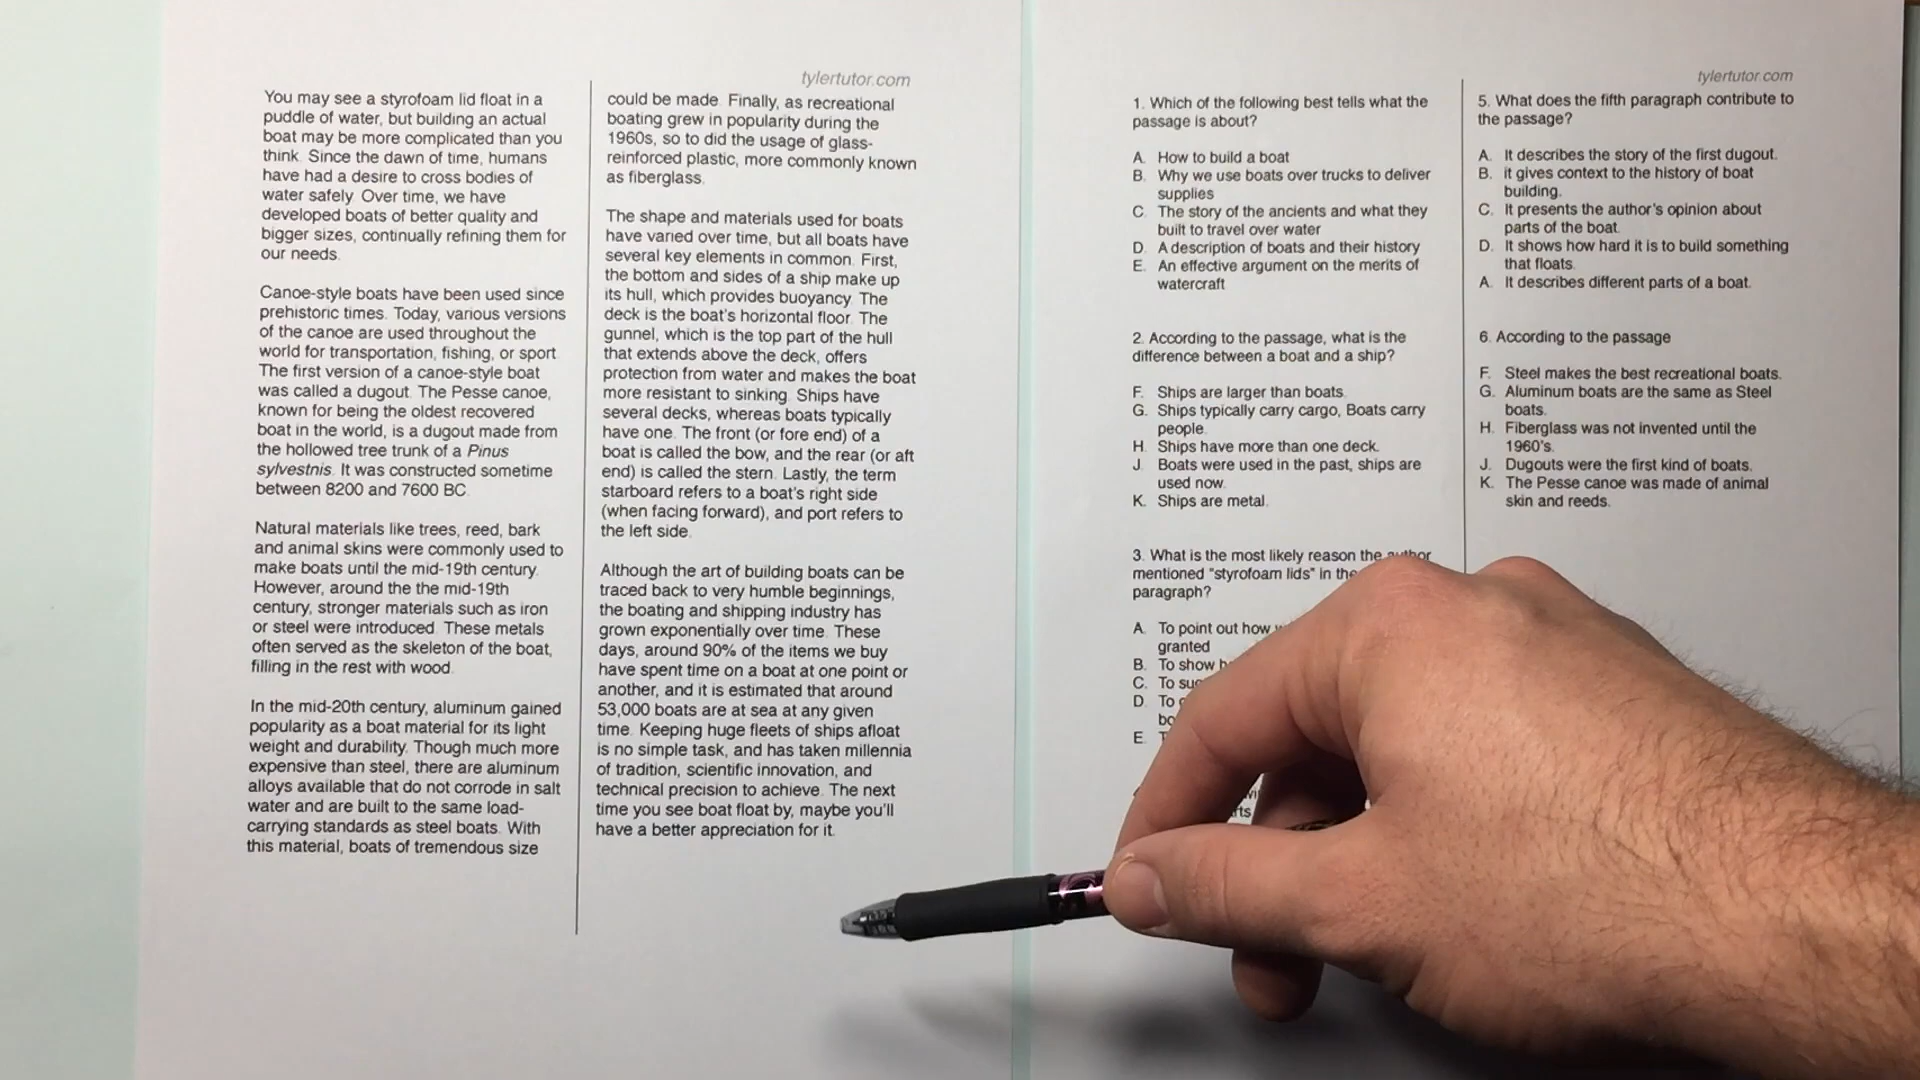 tylertutor.com
You may see a styrofoam lid float in a
puddle of water, but building an actual
boat may be more complicated than you
think. Since the dawn of time, humans
have had a desire to cross bodies of
water safely. Over time, we have
developed boats of better quality and
bigger sizes, continually refining them for
our needs.
Canoe-style boats have been used since
prehistoric times. Today, various versions
of the canoe are used throughout the
world for transportation, fishing, or sport.
The first version of a canoe-style boat
was called a dugout. The Pesse canoe,
known for being the oldest recovered
boat in the world, is a dugout made from
the hollowed tree trunk of a Pinus
sylvestnis. It was constructed sometime
between 8200 and 7600 BC.
Natural materials like trees, reed, bark
and animal skins were commonly used to
make boats until the mid-19th century.
However, around the the mid-19th
century, stronger materials such as iron
or steel were introduced. These metals
often served as the skeleton of the boat,
filling in the rest with wood.
In the mid-20th century, aluminum gained
popularity as a boat material for its light
weight and durability. Though much more
expensive than steel, there are aluminum
alloys available that do not corrode in salt
water and are built to the same load-
carrying standards as steel boats. With
this material, boats of tremendous size
could be made. Finally, as recreational
boating grew in popularity during the
1960s, so to did the usage of glass-
reinforced plastic, more commonly known
as fiberglass.
The shape and materials used for boats
have varied over time, but all boats have
several key elements in common. First,
the bottom and sides of a ship make up
its hull, which provides buoyancy. The
deck is the boat's horizontal floor. The
gunnel, which is the top part of the hull
that extends above the deck, offers
protection from water and makes the boat
more resistant to sinking. Ships have
several decks, whereas boats typically
have one. The front (or fore end) of a
boat is called the bow, and the rear (or aft
end) is called the stern. Lastly, the term
starboard refers to a boat's right side
(when facing forward), and port refers to
the left side.
Although the art of building boats can be
traced back to very humble beginnings,
the boating and shipping industry has
grown exponentially over time. These
days, around 90% of the items we buy
have spent time on a boat at one point or
another, and it is estimated that around
53,000 boats are at sea at any given
time. Keeping huge fleets of ships afloat
is no simple task, and has taken millennia
of tradition, scientific innovation, and
technical precision to achieve. The next
time you see boat float by, maybe you'll
have a better appreciation for it.
tylertutor.com
1. Which of the following best tells what the
passage is about?
A. How to build a boat
B. Why we use boats over trucks to deliver
supplies
C. The story of the ancients and what they
built to travel over water
D. A description of boats and their history
E. An effective argument on the merits of
watercraft
2. According to the passage, what is the
difference between a boat and a ship?
F. Ships are larger than boats.
G. Ships typically carry cargo, Boats carry
people.
H. Ships have more than one deck.
J. Boats were used in the past, ships are
used now.
K. Ships are metal.
3. What is the most likely reason the author
mentioned "styrofoam lids" in the
paragraph?
A. To point out how
granted
B. To show
C. To
D. To
E.
5. What does the fifth paragraph contribute to
the passage?
A. It describes the story of the first dugout.
B. it gives context to the history of boat
building.
C. It presents the author's opinion about
parts of the boat.
D. It shows how hard it is to build something
that floats.
A. It describes different parts of a boat.
6. According to the passage
F. Steel makes the best recreational boats.
G. Aluminum boats are the same as Steel
boats.
H. Fiberglass was not invented until the
1960's.
J. Dugouts were the first kind of boats.
K. The Pesse canoe was made of animal
skin and reeds.